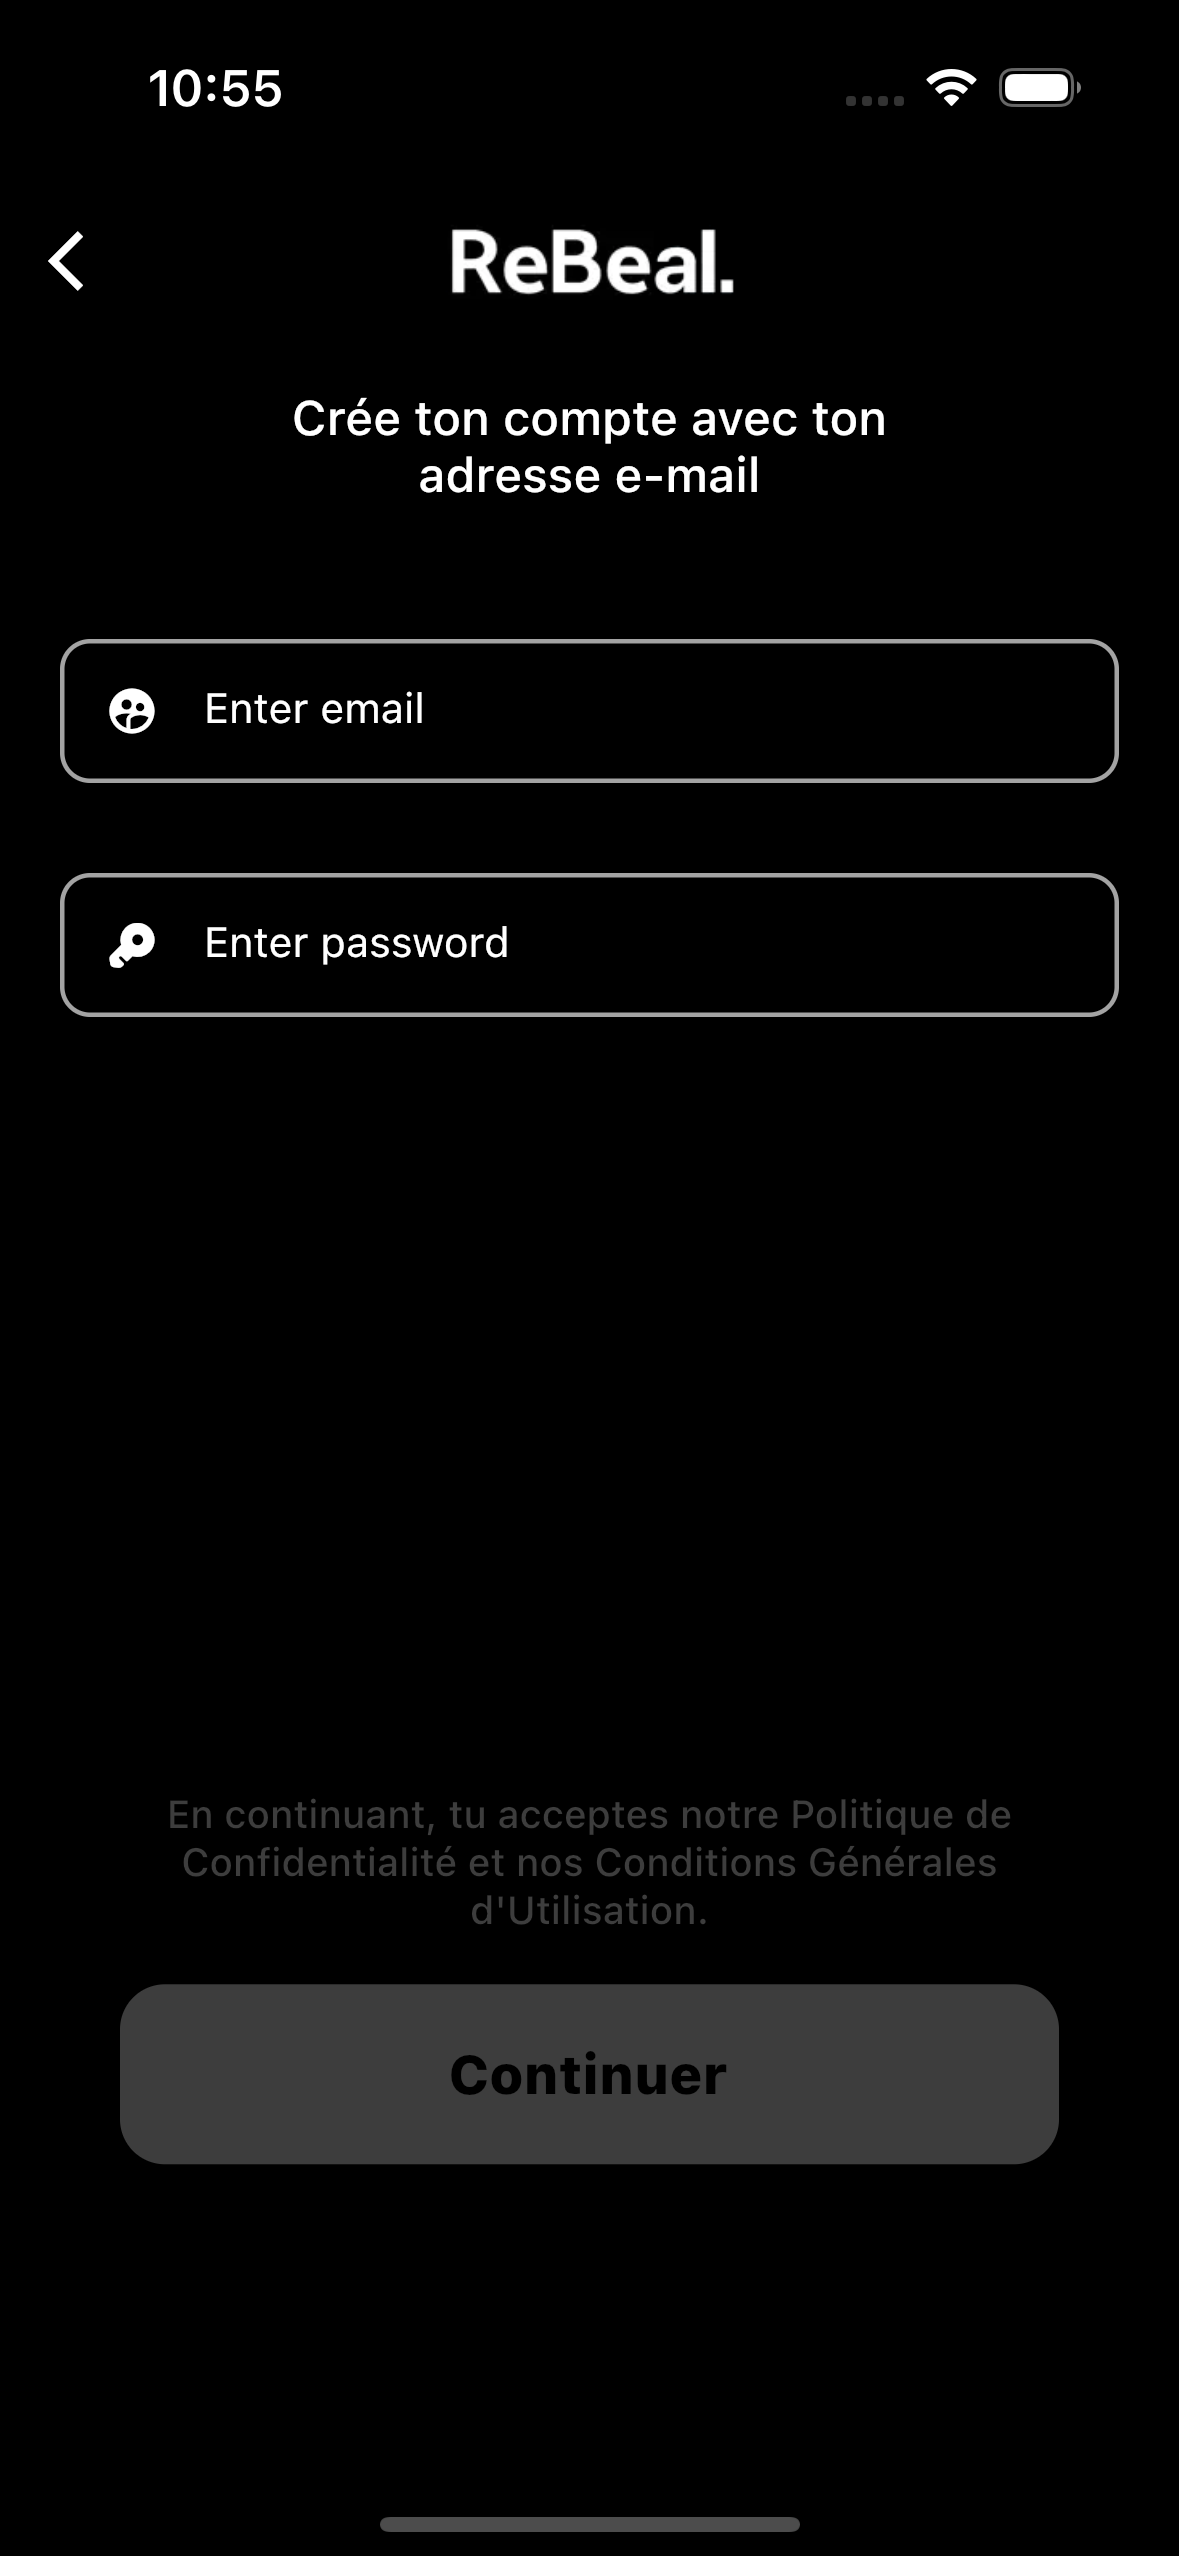 10:55
ReBeal.
Crée ton compte avec ton
adresse e-mail
Enter email
Enter password
En continuant, tu acceptes notre Politique de
Confidentialité et nos Conditions Générales
d'Utilisation.
Continuer